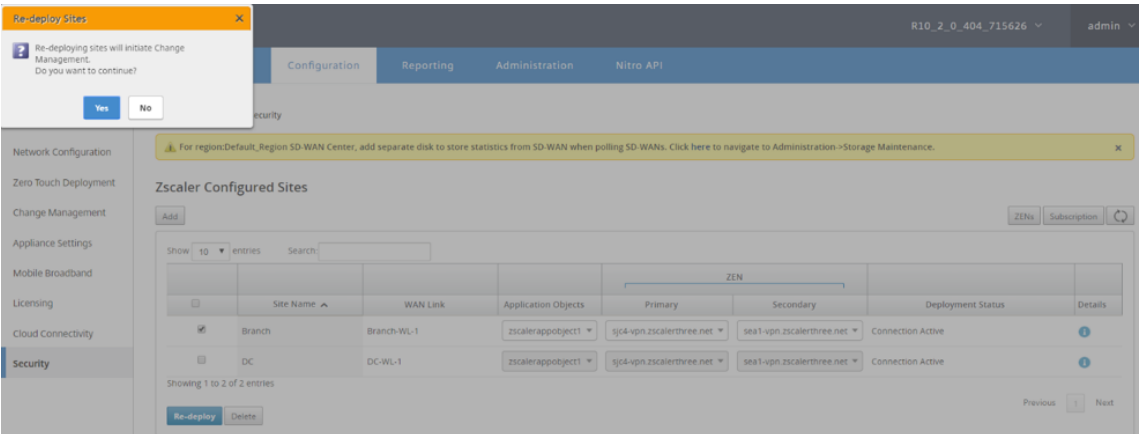 Re-deploy Sites
Re-deploying sites will initiate Change
Management.
Do you want to continue?
Yes No
R10_2_0_404_715626 admin
Configuration Reporting Administration Nitro API
ecurity
For region:Default_Region SD-WAN Center, add separate disk to store statistics from SD-WAN when polling SD-WANs. Click here to navigate to Administration->Storage Maintenance.
Network Configuration
Zero Touch Deployment
Change Management
Appliance Settings
Mobile Broadband
Licensing
Cloud Connectivity
Security
Zscaler Configured Sites
Add ZENs Subscription
Show 10 entries Search:
ZEN
Site Name WAN Link Application Objects Primary Secondary Deployment Status Details
Branch Branch-WL-1 zscalerappobject1 sjc4-vpn.zscalerthree.net sea1-vpn.zscalerthree.net Connection Active
DC DC-WL-1 zscalerappobject1 sjc4-vpn.zscalerthree.net sea1-vpn.zscalerthree.net Connection Active
Showing 1 to 2 of 2 entries
Previous 1 Next
Re-deploy Delete